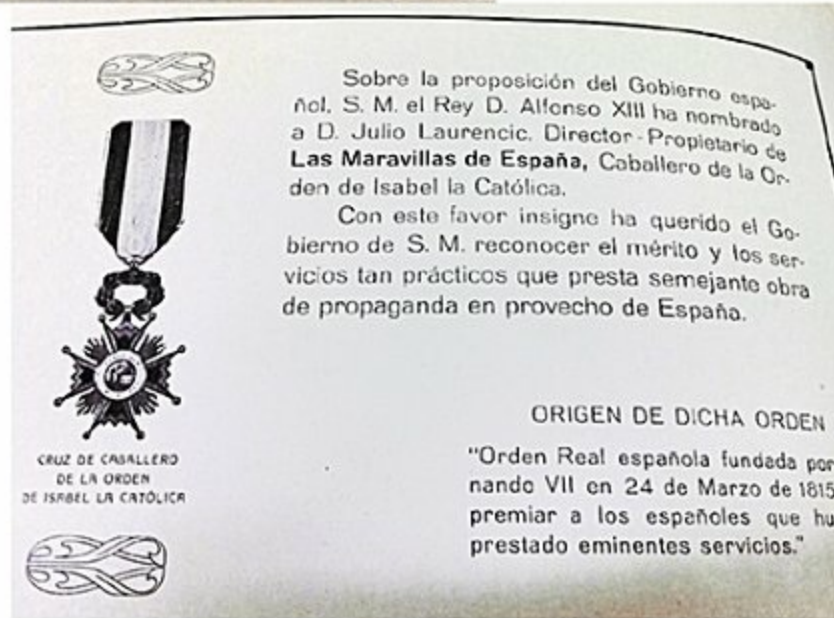 Sobre la proposición del Gobierno espa-
ñol, S. M. el Rey D. Alfonso XIII ha nombrado
a D. Julio Laurencic. Director-Propietario de
Las Maravillas de España, Caballero de la Or-
den de Isabel la Católica.
Con este favor insigne ha querido el Go-
bierno de S. M. reconocer el mérito y los ser-
vicios tan prácticos que presta semejante obra
de propaganda en provecho de España.
CRUZ DE CABALLERO
DE LA ORDEN
DE ISABEL LA CATÓLICA
ORIGEN DE DICHA ORDEN
"Orden Real española fundada por
nando VII en 24 de Marzo de 1815
premiar a los españoles que hu
prestado eminentes servicios."